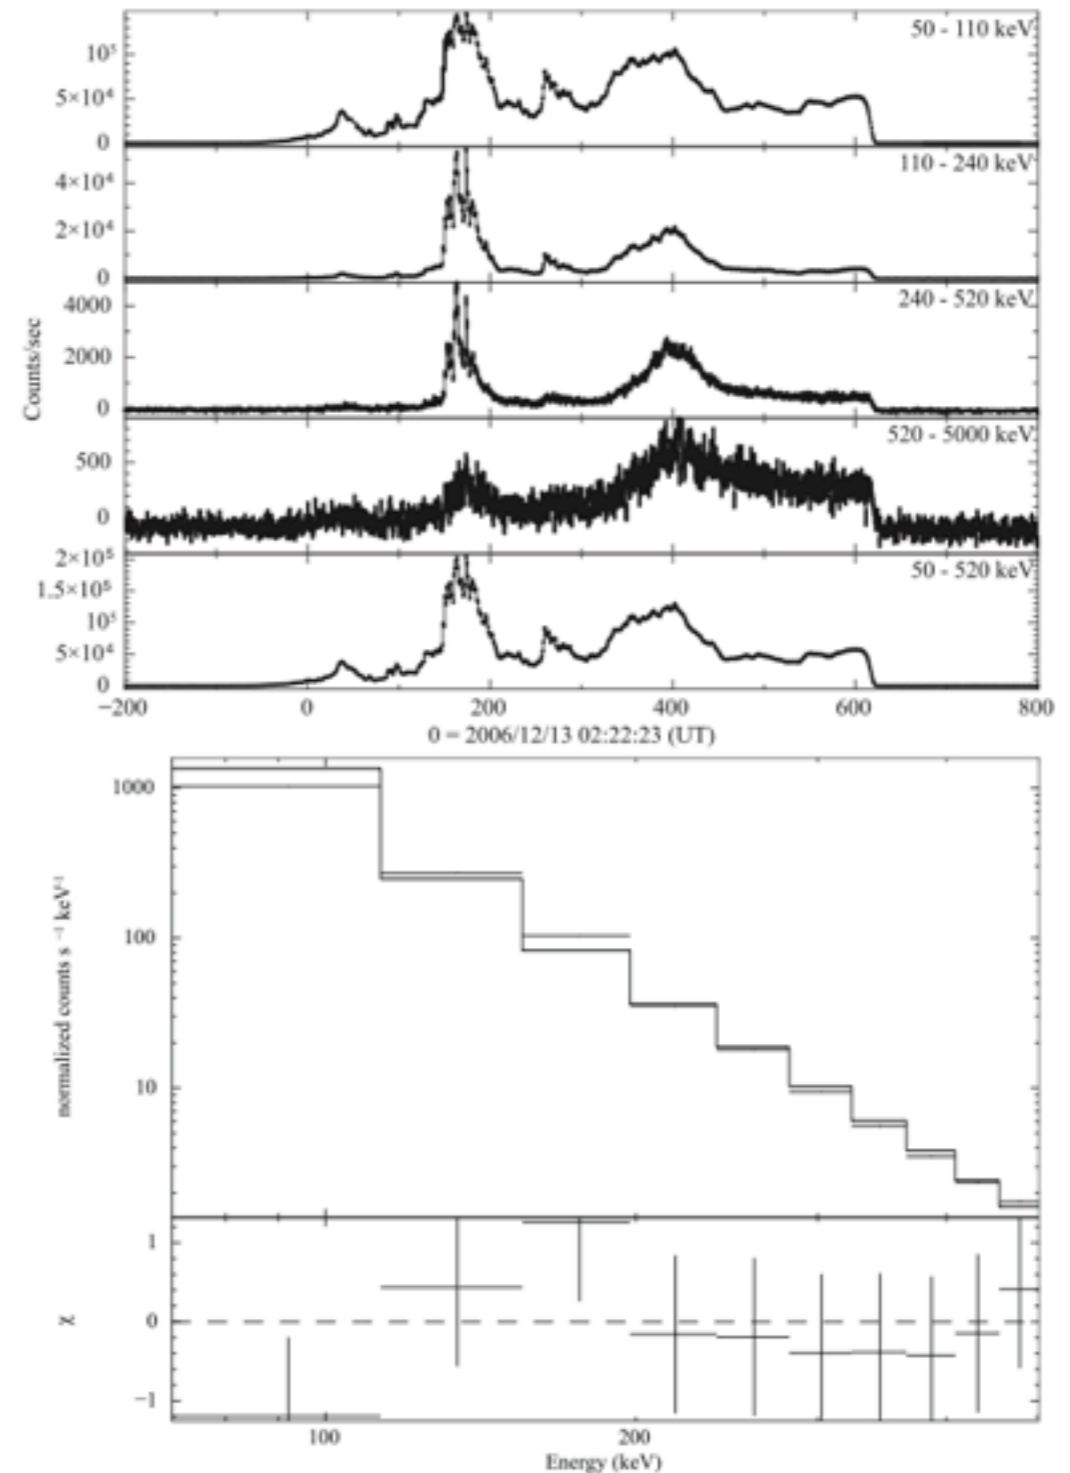 50 - 110 keV
10⁵
5×10⁴
0
110 - 240 keV
4×10⁴
2×10⁴
0
240 - 520 keV
4000
2000
0
Counts/sec
520 - 5000 keV
500
0
50 - 520 keV
2×10⁵
1.5×10⁵
10⁵
5×10⁴
0
−200 0 200 400 600 800
0 = 2006/12/13 02:22:23 (UT)
1000
100
10
normalized counts s⁻¹ keV⁻¹
1
0
−1
χ
100 200
Energy (keV)